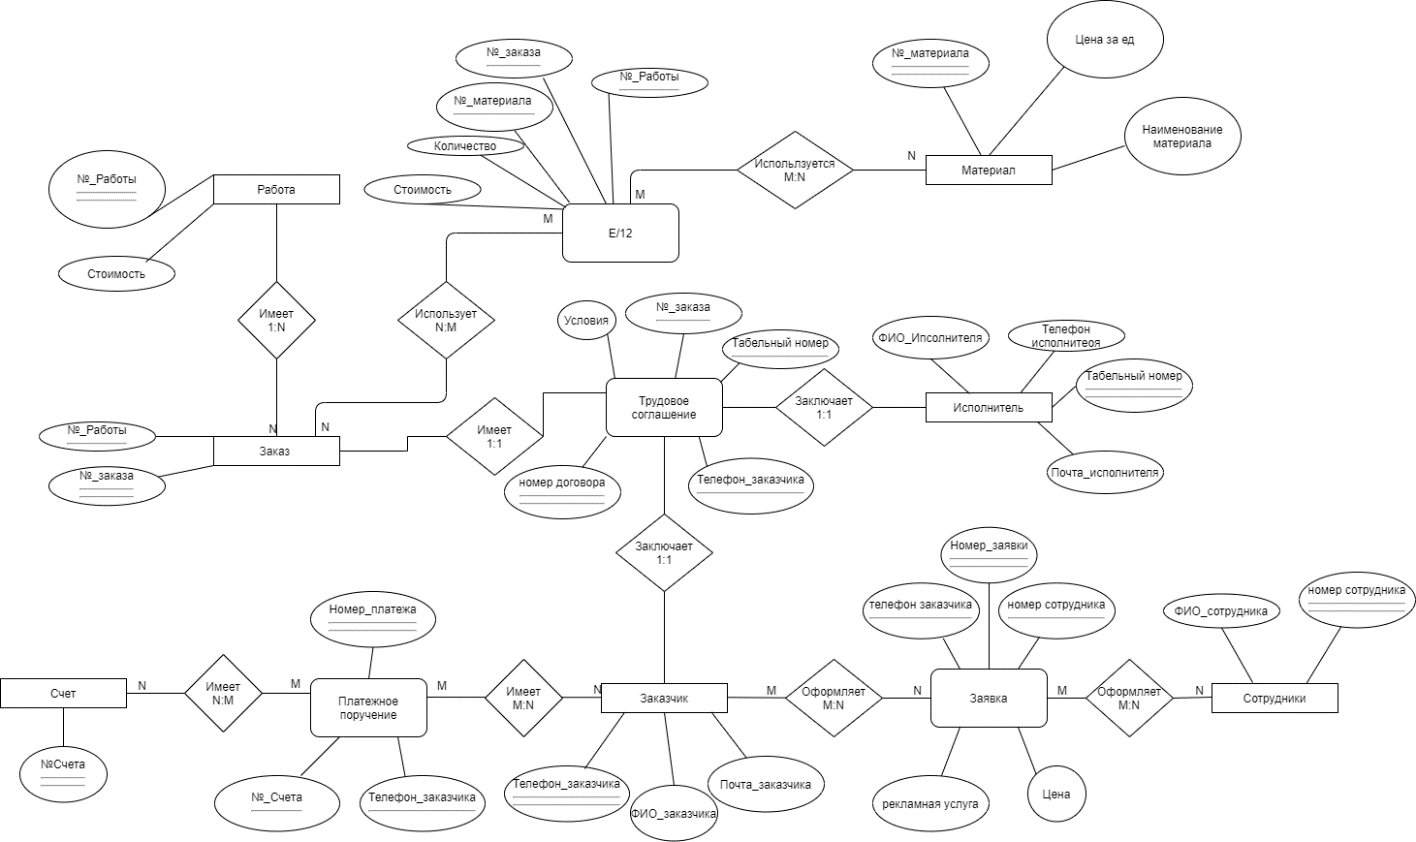 №_заказа
№_Работы
№_материала
Количество
Стоимость
М
Е/12
М
Испольлзуется
M:N
N
Материал
№_материала
Цена за ед
Наименование
материала
№_Работы
Работа
Стоимость
Имеет
1:N
Использует
N:M
N
N
№_Работы
Заказ
№_заказа
Имеет
1:1
Условия
№_заказа
Табельный номер
Трудовое
соглашение
номер договора
Телефон_заказчика
Заключает
1:1
ФИО_Ипсолнителя
Телефон
исполнитеоя
Табельный номер
Исполнитель
Почта_исполнителя
Заключает
1:1
Номер_платежа
Счет
N
Имеет
N:M
М
Платежное
поручение
М
Имеет
M:N
N
Заказчик
М
Оформляет
M:N
N
Заявка
М
Оформляет
M:N
N
Сотрудники
Номер_заявки
телефон заказчика
номер сотрудника
ФИО_сотрудника
номер сотрудника
№Счета
№_Счета
Телефон_заказчика
Телефон_заказчика
ФИО_заказчика
Почта_заказчика
рекламная услуга
Цена